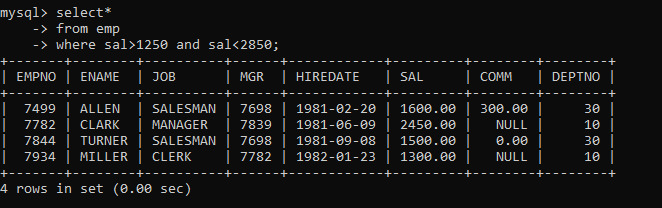 mysql> select*
    -> from emp
    -> where sal>1250 and sal<2850;
+-------+--------+----------+------+------------+---------+--------+--------+
| EMPNO | ENAME  | JOB      | MGR  | HIREDATE   | SAL     | COMM   | DEPTNO |
+-------+--------+----------+------+------------+---------+--------+--------+
|  7499 | ALLEN  | SALESMAN | 7698 | 1981-02-20 | 1600.00 | 300.00 |     30 |
|  7782 | CLARK  | MANAGER  | 7839 | 1981-06-09 | 2450.00 |   NULL |     10 |
|  7844 | TURNER | SALESMAN | 7698 | 1981-09-08 | 1500.00 |   0.00 |     30 |
|  7934 | MILLER | CLERK    | 7782 | 1982-01-23 | 1300.00 |   NULL |     10 |
+-------+--------+----------+------+------------+---------+--------+--------+
4 rows in set (0.00 sec)